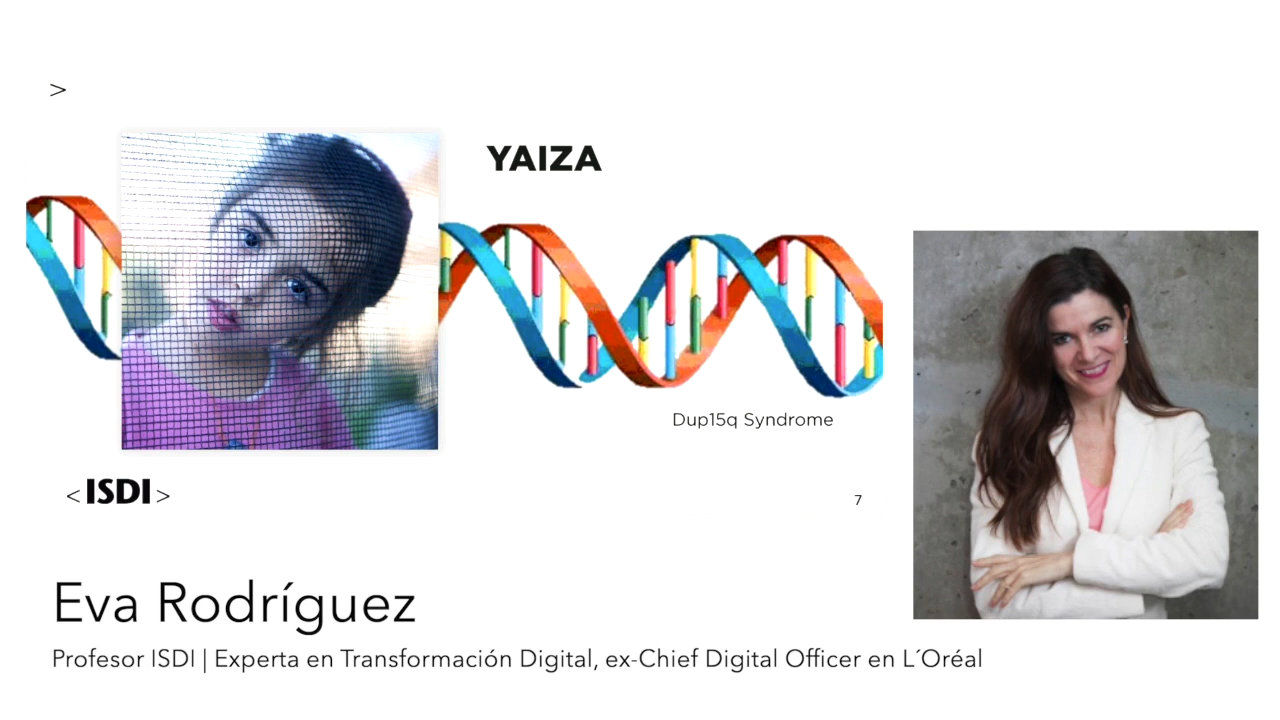 >
YAIZA
Dup15q Syndrome
<ISDI>
7
Eva Rodríguez
Profesor ISDI | Experta en Transformación Digital, ex-Chief Digital Officer en L´Oréal